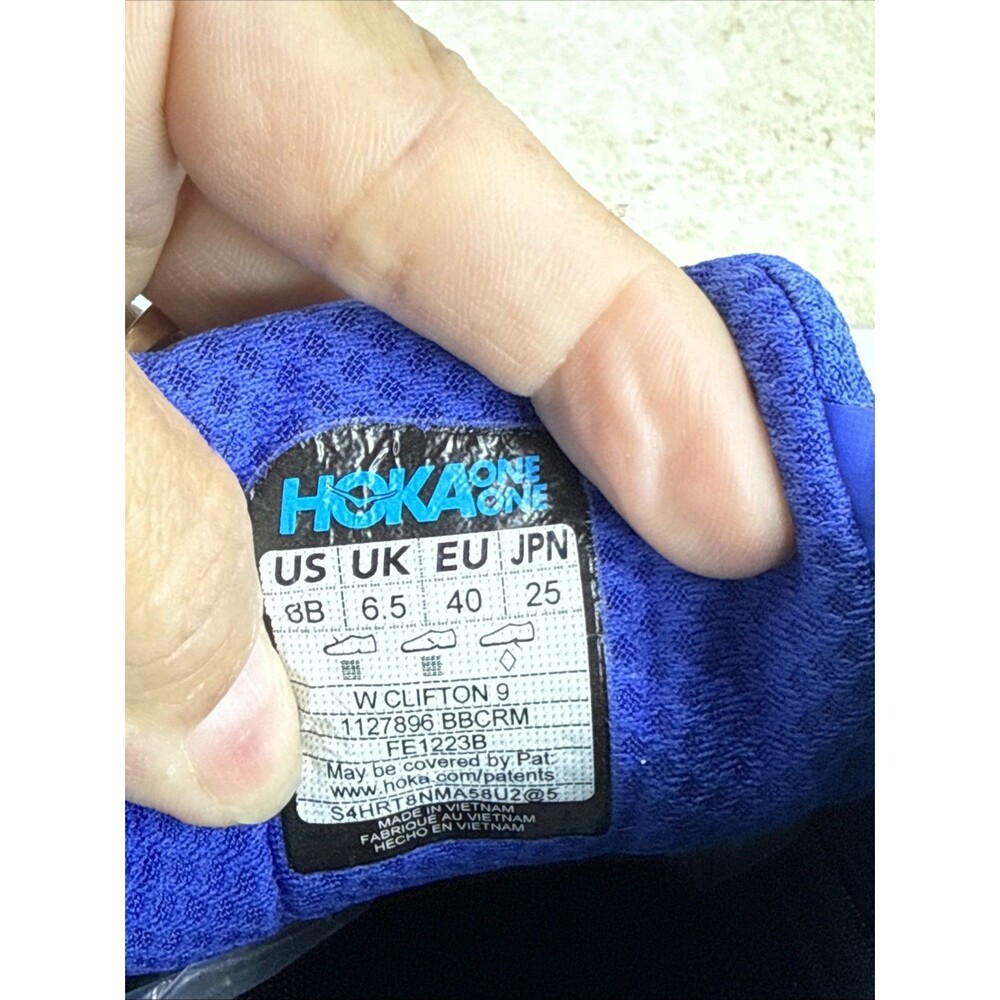 HOKA ONE ONE
US UK EU JPN
8B 6.5 40 25
W CLIFTON 9
1127896 BBCRM
FE1223B
May be covered by Pat.
www.hoka.com/patents
S4HRT8NMA58U2@5
MADE IN VIETNAM
FABRIQUÉ AU VIETNAM
HECHO EN VIETNAM